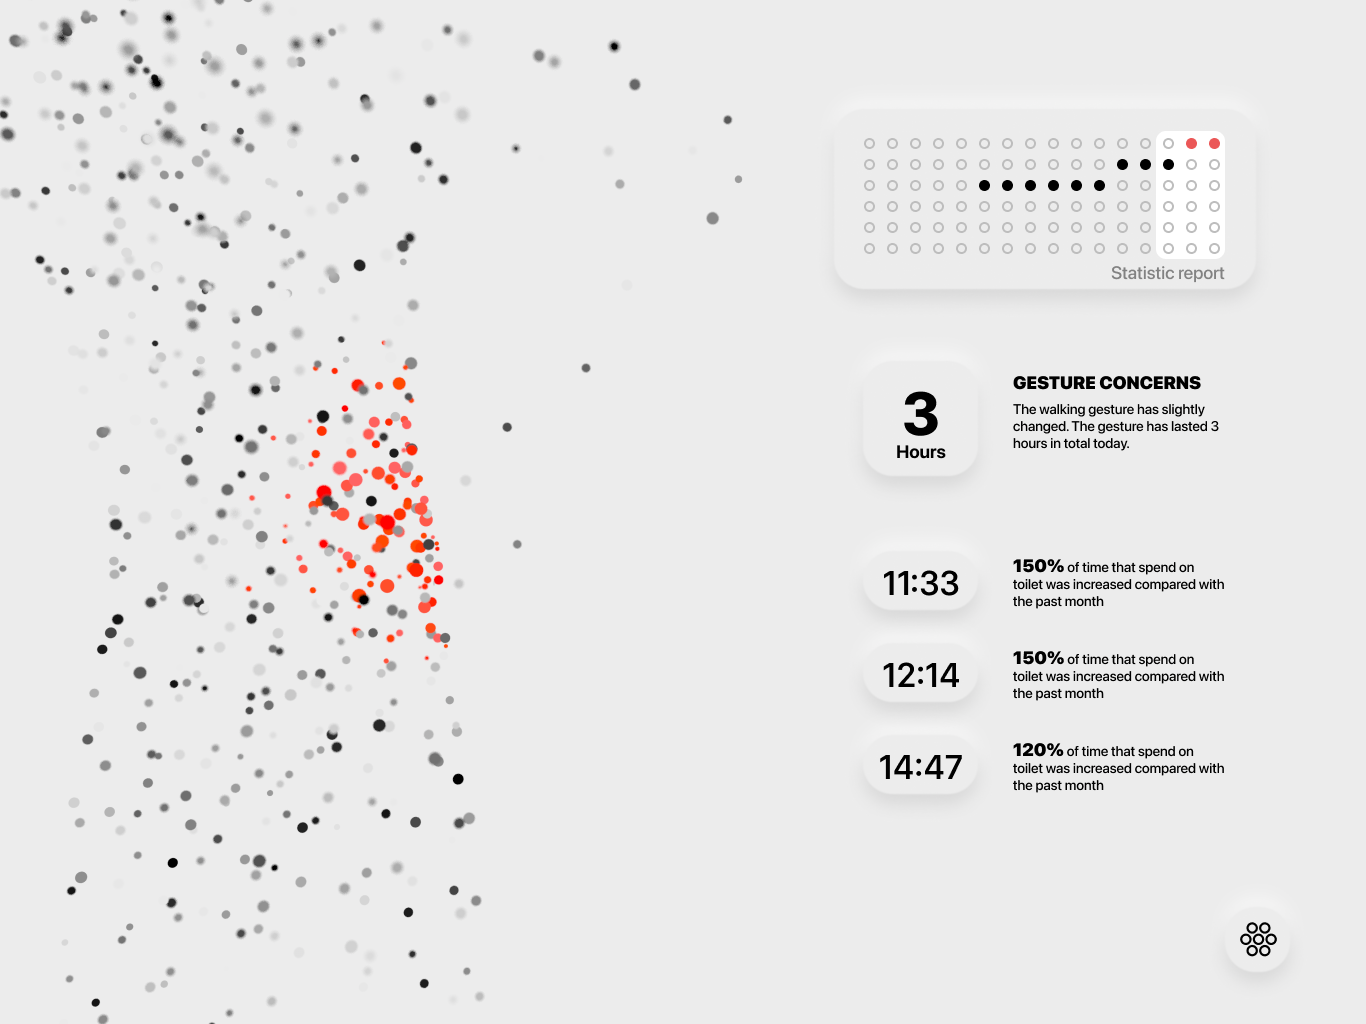 Statistic report
3
Hours
GESTURE CONCERNS
The walking gesture has slightly
changed. The gesture has lasted 3
hours in total today.
11:33
150% of time that spend on
toilet was increased compared with
the past month
12:14
150% of time that spend on
toilet was increased compared with
the past month
14:47
120% of time that spend on
toilet was increased compared with
the past month